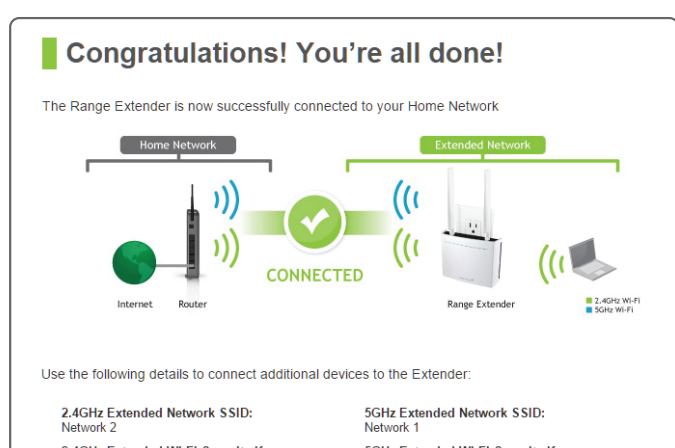 Congratulations! You're all done!
The Range Extender is now successfully connected to your Home Network
Home Network
Extended Network
CONNECTED
Internet
Router
Range Extender
2.4GHz Wi-Fi
5GHz Wi-Fi
Use the following details to connect additional devices to the Extender:
2.4GHz Extended Network SSID:
Network 2
5GHz Extended Network SSID:
Network 1